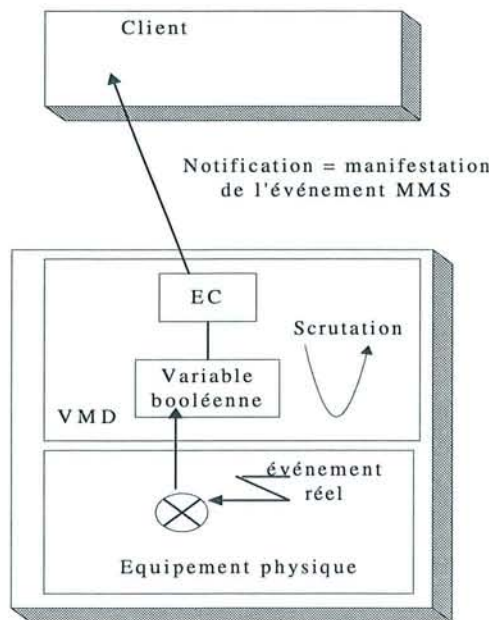 Client
Notification = manifestation
de l'événement MMS
EC
Scrutation
Variable
booléenne
VMD
événement
réel
Equipement physique